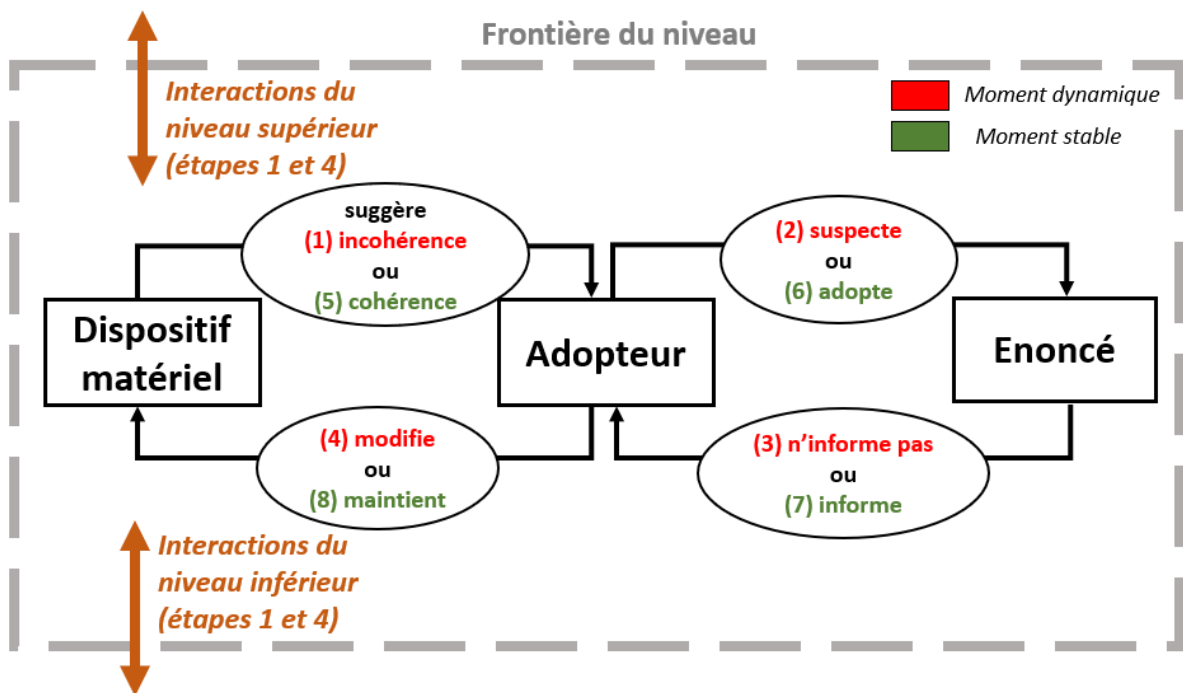 Frontière du niveau
Interactions du
niveau supérieur
(étapes 1 et 4)
Moment dynamique
Moment stable
suggère
(1) incohérence
ou
(5) cohérence
(2) suspecte
ou
(6) adopte
Dispositif
matériel
Adopteur
Enoncé
(4) modifie
ou
(8) maintient
(3) n'informe pas
ou
(7) informe
Interactions du
niveau inférieur
(étapes 1 et 4)